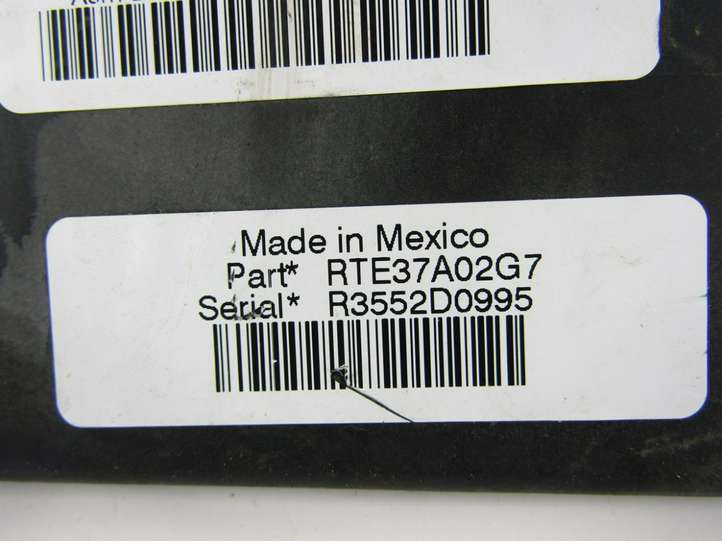 Made in Mexico
Part* RTE37A02G7
Serial* R3552D0995